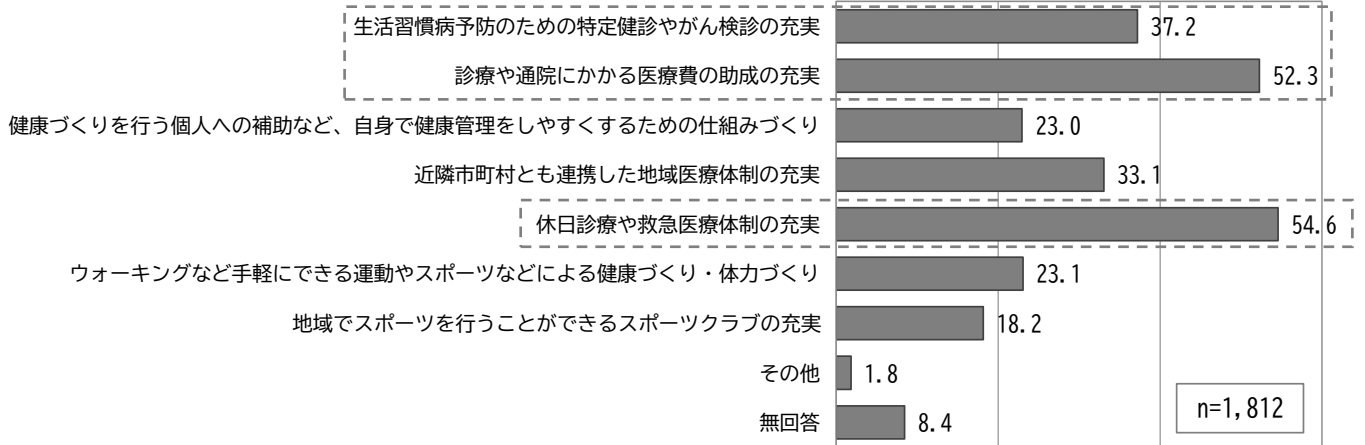 生活習慣病予防のための特定健診やがん検診の充実 37.2
診療や通院にかかる医療費の助成の充実 52.3
健康づくりを行う個人への補助など、自身で健康管理をしやすくするための仕組みづくり 23.0
近隣市町村とも連携した地域医療体制の充実 33.1
休日診療や救急医療体制の充実 54.6
ウォーキングなど手軽にできる運動やスポーツなどによる健康づくり・体力づくり 23.1
地域でスポーツを行うことができるスポーツクラブの充実 18.2
その他 1.8
無回答 8.4
n=1,812